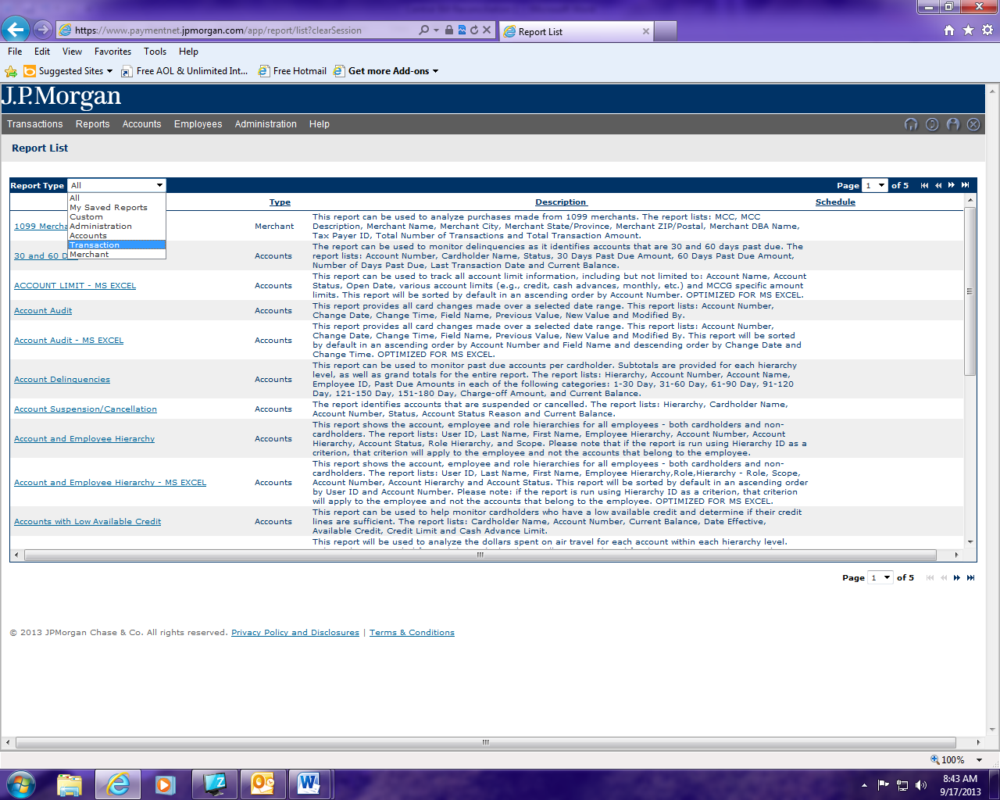 https://www.paymentnet.jpmorgan.com/app/report/list?clearSession
Report List
File Edit View Favorites Tools Help
Suggested Sites Free AOL & Unlimited Int... Free Hotmail Get more Add-ons
J.P.Morgan
Transactions Reports Accounts Employees Administration Help
Report List
Report Type All Page 1 of 5
All
My Saved Reports
Custom
Administration
Accounts
Transaction
Merchant
Type Description Schedule
1099 Mercha Merchant
This report can be used to analyze purchases made from 1099 merchants. The report lists: MCC, MCC
Description, Merchant Name, Merchant City, Merchant State/Province, Merchant ZIP/Postal, Merchant DBA Name,
Tax Payer ID, Total Number of Transactions and Total Transaction Amount.
30 and 60 D Accounts
The report can be used to monitor delinquencies as it identifies accounts that are 30 and 60 days past due. The
report lists: Account Number, Cardholder Name, Status, 30 Days Past Due Amount, 60 Days Past Due Amount,
Number of Days Past Due, Last Transaction Date and Current Balance.
ACCOUNT LIMIT - MS EXCEL Accounts
This report can be used to track all account limit information, including but not limited to: Account Name, Account
Status, Open Date, various account limits (e.g., credit, cash advances, monthly, etc.) and MCCG specific amount
limits. This report will be sorted by default in an ascending order by Account Number. OPTIMIZED FOR MS EXCEL.
Account Audit Accounts
This report provides all card changes made over a selected date range. This report lists: Account Number,
Change Date, Change Time, Field Name, Previous Value, New Value and Modified By.
Account Audit - MS EXCEL Accounts
This report provides all card changes made over a selected date range. This report lists: Account Number,
Change Date, Change Time, Field Name, Previous Value, New Value and Modified By. This report will be sorted
by default in an ascending order by Account Number and Field Name and descending order by Change Date and
Change Time. OPTIMIZED FOR MS EXCEL.
Account Delinquencies Accounts
This report can be used to monitor past due accounts per cardholder. Subtotals are provided for each hierarchy
level, as well as grand totals for the entire report. The report lists: Hierarchy, Account Number, Account Name,
Employee ID, Past Due Amounts in each of the following categories: 1-30 Day, 31-60 Day, 61-90 Day, 91-120
Day, 121-150 Day, 151-180 Day, Charge-off Amount, and Current Balance.
Account Suspension/Cancellation Accounts
The report identifies accounts that are suspended or cancelled. The report lists: Hierarchy, Cardholder Name,
Account Number, Status, Account Status Reason and Current Balance.
Account and Employee Hierarchy Accounts
This report shows the account, employee and role hierarchies for all employees - both cardholders and non-
cardholders. The report lists: User ID, Last Name, First Name, Employee Hierarchy, Account Number, Account
Hierarchy, Account Status, Role Hierarchy, and Scope. Please note that if the report is run using Hierarchy ID as a
criterion, that criterion will apply to the employee and not the accounts that belong to the employee.
Account and Employee Hierarchy - MS EXCEL Accounts
This report shows the account, employee and role hierarchies for all employees - both cardholders and non-
cardholders. The report lists: User ID, Last Name, First Name, Employee Hierarchy,Role,Hierarchy - Role, Scope,
Account Number, Account Hierarchy and Account Status. This report will be sorted by default in an ascending order
by User ID and Account Number. Please note: if the report is run using Hierarchy ID as a criterion, that criterion
will apply to the employee and not the accounts that belong to the employee. OPTIMIZED FOR MS EXCEL.
Accounts with Low Available Credit Accounts
This report can be used to help monitor cardholders who have a low available credit and determine if their credit
lines are sufficient. The report lists: Cardholder Name, Account Number, Current Balance, Date Effective,
Available Credit, Credit Limit and Cash Advance Limit.
This report will be used to analyze the dollars spent on air travel for each account within each hierarchy level.
Page 1 of 5
© 2013 JPMorgan Chase & Co. All rights reserved. Privacy Policy and Disclosures | Terms & Conditions
100%
8:43 AM
9/17/2013